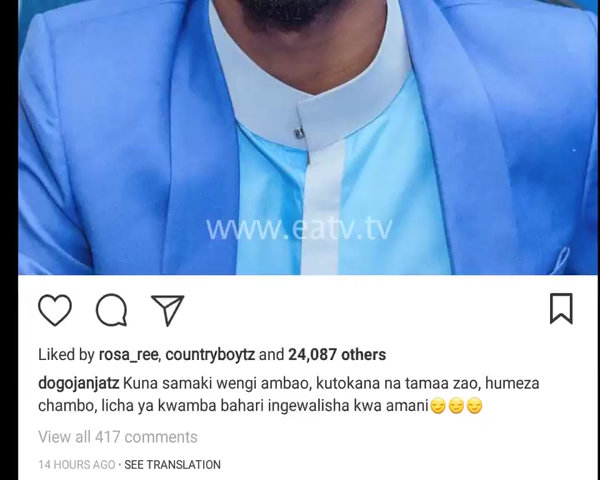 www.eatv.tv
Liked by rosa_ree, countryboytz and 24,087 others
dogojanjatz Kuna samaki wengi ambao, kutokana na tamaa zao, humeza
chambo, licha ya kwamba bahari ingewalisha kwa amani😏😏😏
View all 417 comments
14 HOURS AGO • SEE TRANSLATION